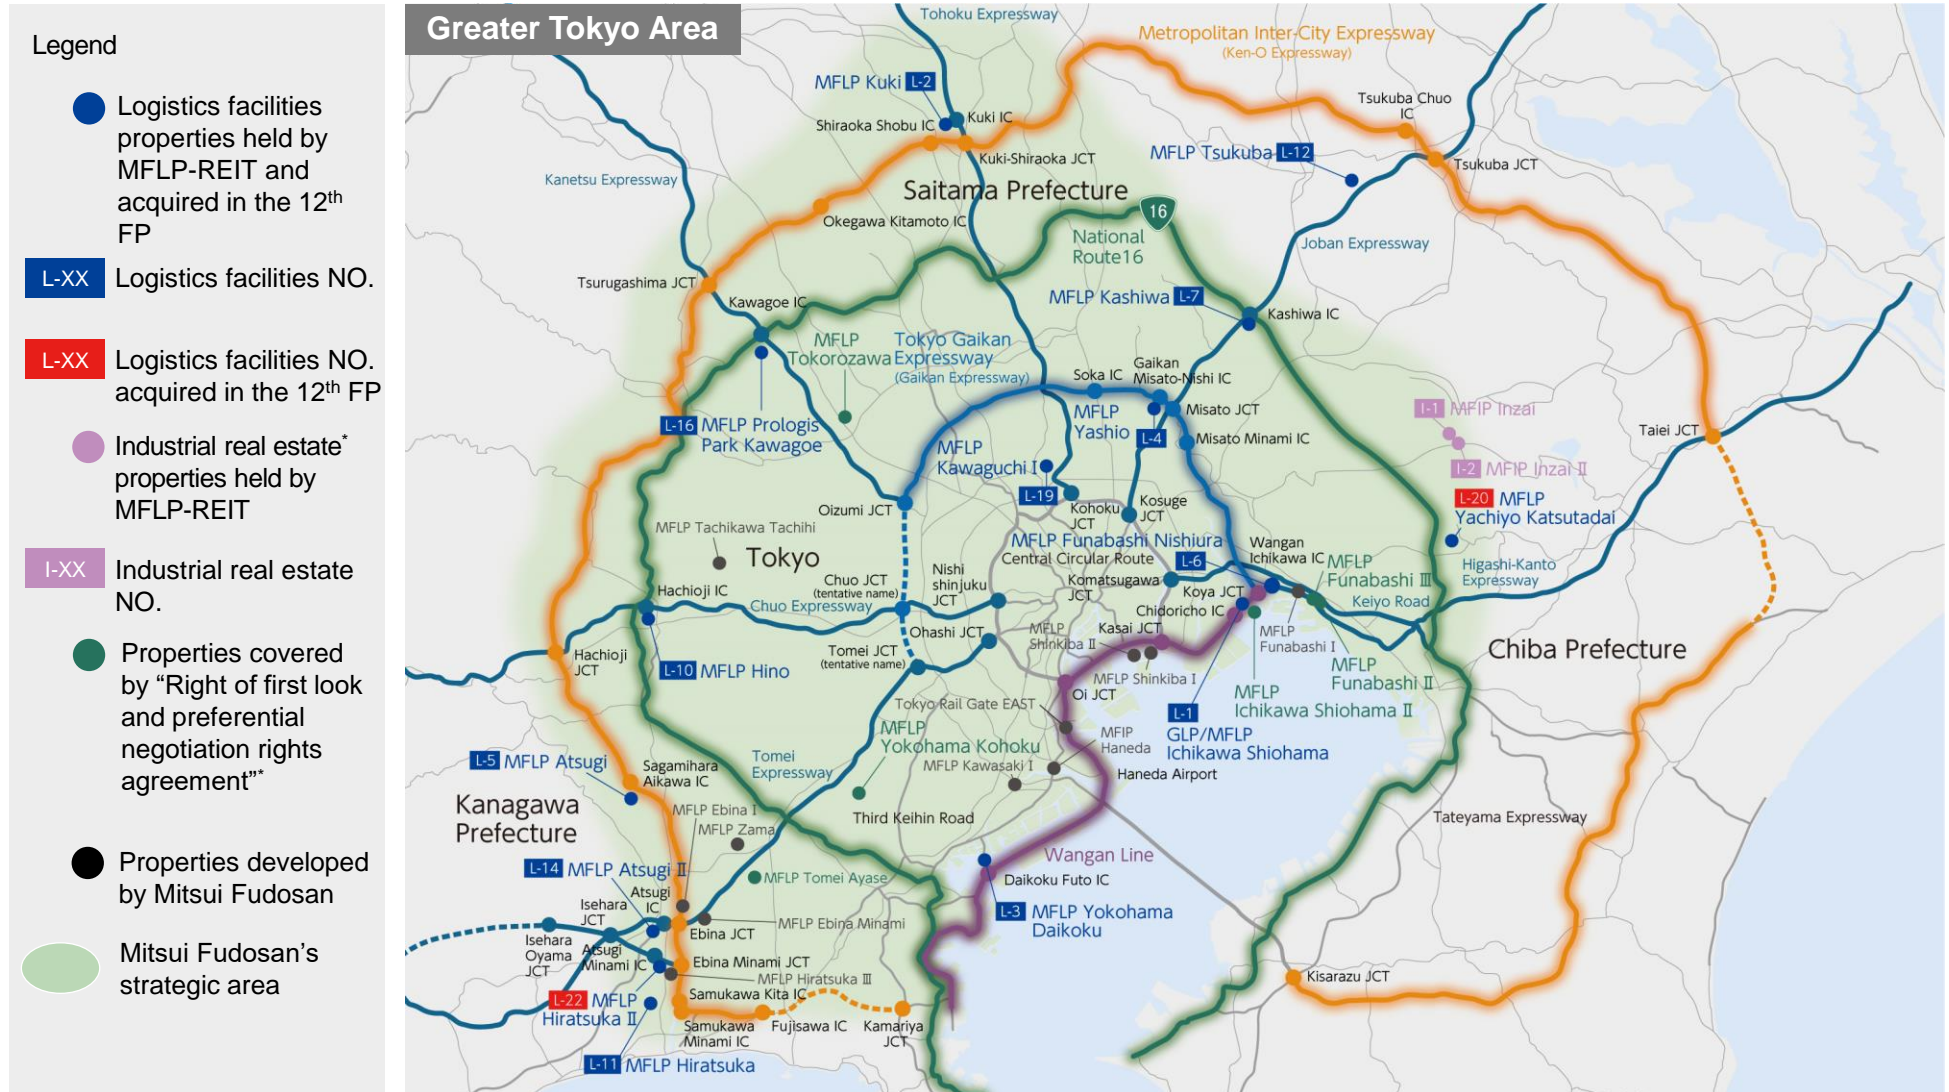 Legend
Logistics facilities
properties held by
MFLP-REIT and
acquired in the 12th
FP
L-XX Logistics facilities NO.
L-XX Logistics facilities NO.
acquired in the 12th FP
Industrial real estate*
properties held by
MFLP-REIT
I-XX Industrial real estate
NO.
Properties covered
by “Right of first look
and preferential
negotiation rights
agreement”*
Properties developed
by Mitsui Fudosan
Mitsui Fudosan’s
strategic area
Greater Tokyo Area
Tohoku Expressway
Metropolitan Inter-City Expressway
(Ken-O Expressway)
MFLP Kuki L-2
Shiraoka Shobu IC
Kuki IC
Kuki-Shiraoka JCT
Tsukuba Chuo
IC
MFLP Tsukuba L-12
Tsukuba JCT
Kanetsu Expressway
Saitama Prefecture
Okegawa Kitamoto IC
16
National
Route16
Joban Expressway
Tsurugashima JCT
Kawagoe IC
MFLP Kashiwa L-7
Kashiwa IC
MFLP
Tokorozawa
Tokyo Gaikan
Expressway
(Gaikan Expressway)
Soka IC
Gaikan
Misato-Nishi IC
Misato JCT
MFLP
Yashio
L-4
Misato Minami IC
L-16 MFLP Prologis
Park Kawagoe
MFLP
Kawaguchi I
L-19
I-1 MFIP Inzai
I-2 MFIP Inzai II
Taiei JCT
L-20 MFLP
Yachiyo Katsutadai
Oizumi JCT
Kohoku
JCT
Kosuge
JCT
MFLP Tachikawa Tachihi
Tokyo
MFLP Funabashi Nishiura
L-6
Central Circular Route
Wangan
Ichikawa IC
MFLP
Funabashi III
Higashi-Kanto
Expressway
Keiyo Road
Hachioji IC
Chuo JCT
(tentative name)
Chuo Expressway
Nishi
shinjuku
JCT
Komatsugawa
JCT
Koya JCT
Chidoricho IC
Ohashi JCT
MFLP
Shinkiba II
Kasai JCT
MFLP
Funabashi I
Hachioji
JCT
L-10 MFLP Hino
Tomei JCT
(tentative name)
MFLP Shinkiba I
MFLP
Funabashi II
Chiba Prefecture
Oi JCT
MFLP
Ichikawa Shiohama II
Tokyo Rail Gate EAST
L-1
GLP/MFLP
Ichikawa Shiohama
MFLP
Yokohama Kohoku
MFIP
Haneda
MFLP Kawasaki I
Haneda Airport
Tomei
Expressway
L-5 MFLP Atsugi
Sagamihara
Aikawa IC
Kanagawa
Prefecture
MFLP Ebina I
MFLP Zama
Third Keihin Road
Tateyama Expressway
Wangan Line
L-14 MFLP Atsugi II
MFLP Tomei Ayase
Daikoku Futo IC
L-3 MFLP Yokohama
Daikoku
Atsugi
IC
Isehara
JCT
Ebina JCT
MFLP Ebina Minami
Isehara
Oyama
JCT
Atsugi
Minami IC
Ebina Minami JCT
MFLP Hiratsuka III
Kisarazu JCT
L-22 MFLP
Hiratsuka II
Samukawa Kita IC
Samukawa
Minami IC
Fujisawa IC
Kamariya
JCT
L-11 MFLP Hiratsuka